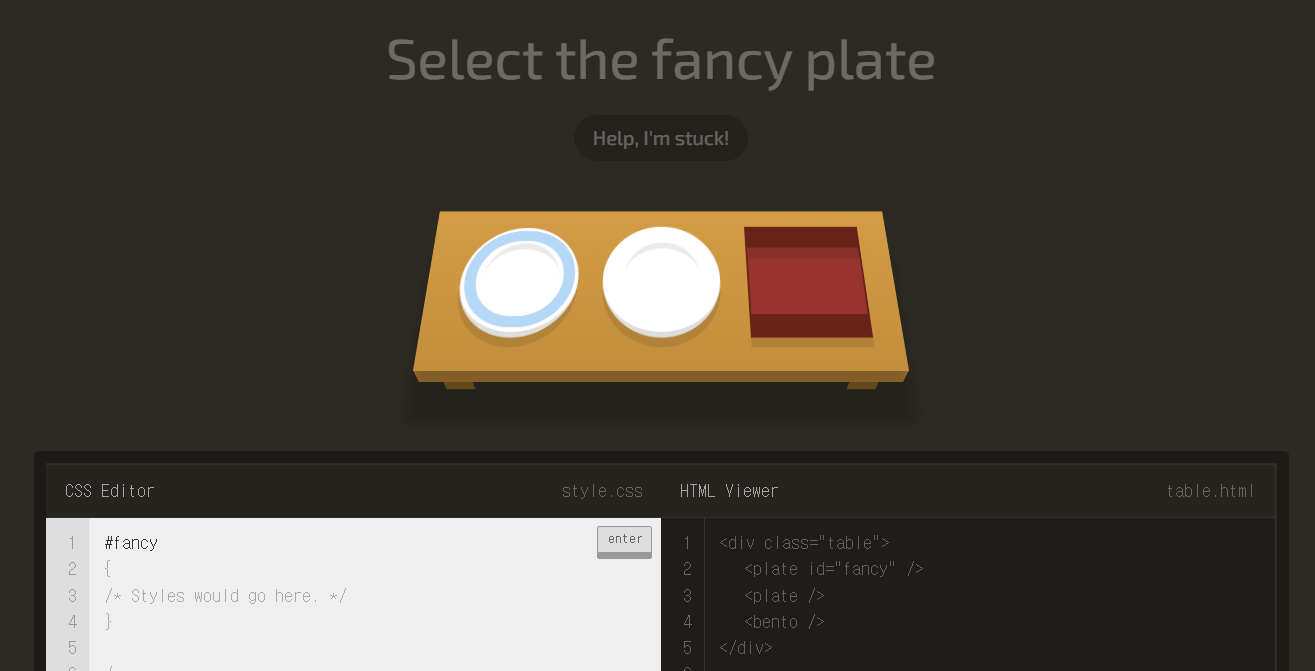 Select the fancy plate
Help, I'm stuck!
CSS Editor
style.css
HTML Viewer
table.html
1
#fancy
enter
2
{
3
/* Styles would go here. */
4
}
5
1
<div class="table">
2
<plate id="fancy" />
3
<plate />
4
<bento />
5
</div>